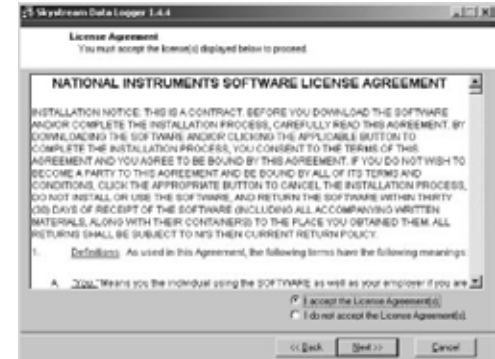 Skystream Data Logger 1.4.4
License Agreement
You must accept the license(s) displayed below to proceed.
NATIONAL INSTRUMENTS SOFTWARE LICENSE AGREEMENT
INSTALLATION NOTICE: THIS IS A CONTRACT. BEFORE YOU DOWNLOAD THE SOFTWARE
AND/OR COMPLETE THE INSTALLATION PROCESS, CAREFULLY READ THIS AGREEMENT. BY
DOWNLOADING THE SOFTWARE AND/OR CLICKING THE APPLICABLE BUTTON TO
COMPLETE THE INSTALLATION PROCESS, YOU CONSENT TO THE TERMS OF THIS
AGREEMENT AND YOU AGREE TO BE BOUND BY THIS AGREEMENT. IF YOU DO NOT WISH TO
BECOME A PARTY TO THIS AGREEMENT AND BE BOUND BY ALL OF ITS TERMS AND
CONDITIONS, CLICK THE APPROPRIATE BUTTON TO CANCEL THE INSTALLATION PROCESS,
DO NOT INSTALL OR USE THE SOFTWARE, AND RETURN THE SOFTWARE WITHIN THIRTY
(30) DAYS OF RECEIPT OF THE SOFTWARE (INCLUDING ALL ACCOMPANYING WRITTEN
MATERIALS, ALONG WITH THEIR CONTAINERS) TO THE PLACE YOU OBTAINED THEM. ALL
RETURNS SHALL BE SUBJECT TO NI'S THEN CURRENT RETURN POLICY.
1. Definitions. As used in this Agreement, the following terms have the following meanings:
A. "You." Means you the individual using the SOFTWARE as well as your employer if you are
I accept the License Agreement(s).
I do not accept the License Agreement(s).
<< Back Next >> Cancel